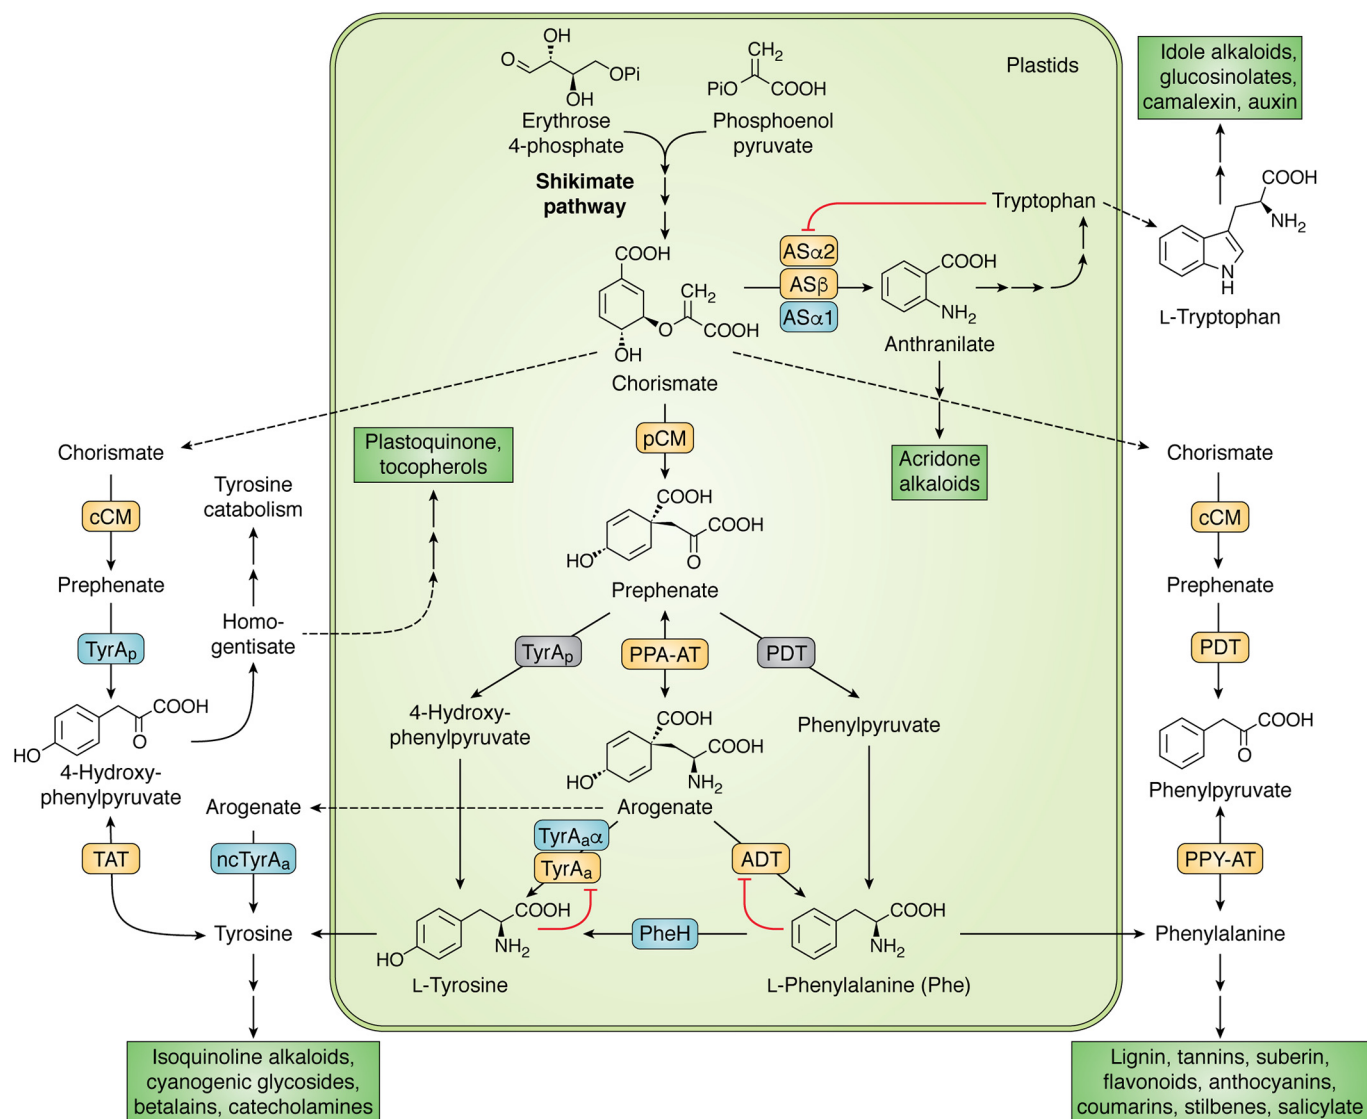 OH
O
OPi
OH
Erythrose
4-phosphate
CH2
PiO
COOH
Phosphoenol
pyruvate
Plastids
Idole alkaloids,
glucosinolates,
camalexin, auxin
Shikimate
pathway
Tryptophan
COOH
NH2
N
H
L-Tryptophan
COOH
CH2
O
COOH
OH
Chorismate
ASα2
ASβ
ASα1
COOH
NH2
Anthranilate
Acridone
alkaloids
Chorismate
cCM
Prephenate
TyrAp
COOH
O
HO
4-Hydroxy-
phenylpyruvate
TAT
Tyrosine
catabolism
Homo-
gentisate
Plastoquinone,
tocopherols
pCM
COOH
COOH
O
HO
Prephenate
TyrAp
PPA-AT
PDT
4-Hydroxy-
phenylpyruvate
COOH
COOH
NH2
HO
Arogenate
Phenylpyruvate
Arogenate
ncTyrAa
Tyrosine
TyrAaα
TyrAa
ADT
COOH
NH2
HO
L-Tyrosine
PheH
COOH
NH2
L-Phenylalanine (Phe)
Chorismate
cCM
Prephenate
PDT
COOH
O
Phenylpyruvate
PPY-AT
Phenylalanine
Isoquinoline alkaloids,
cyanogenic glycosides,
betalains, catecholamines
Lignin, tannins, suberin,
flavonoids, anthocyanins,
coumarins, stilbenes, salicylate